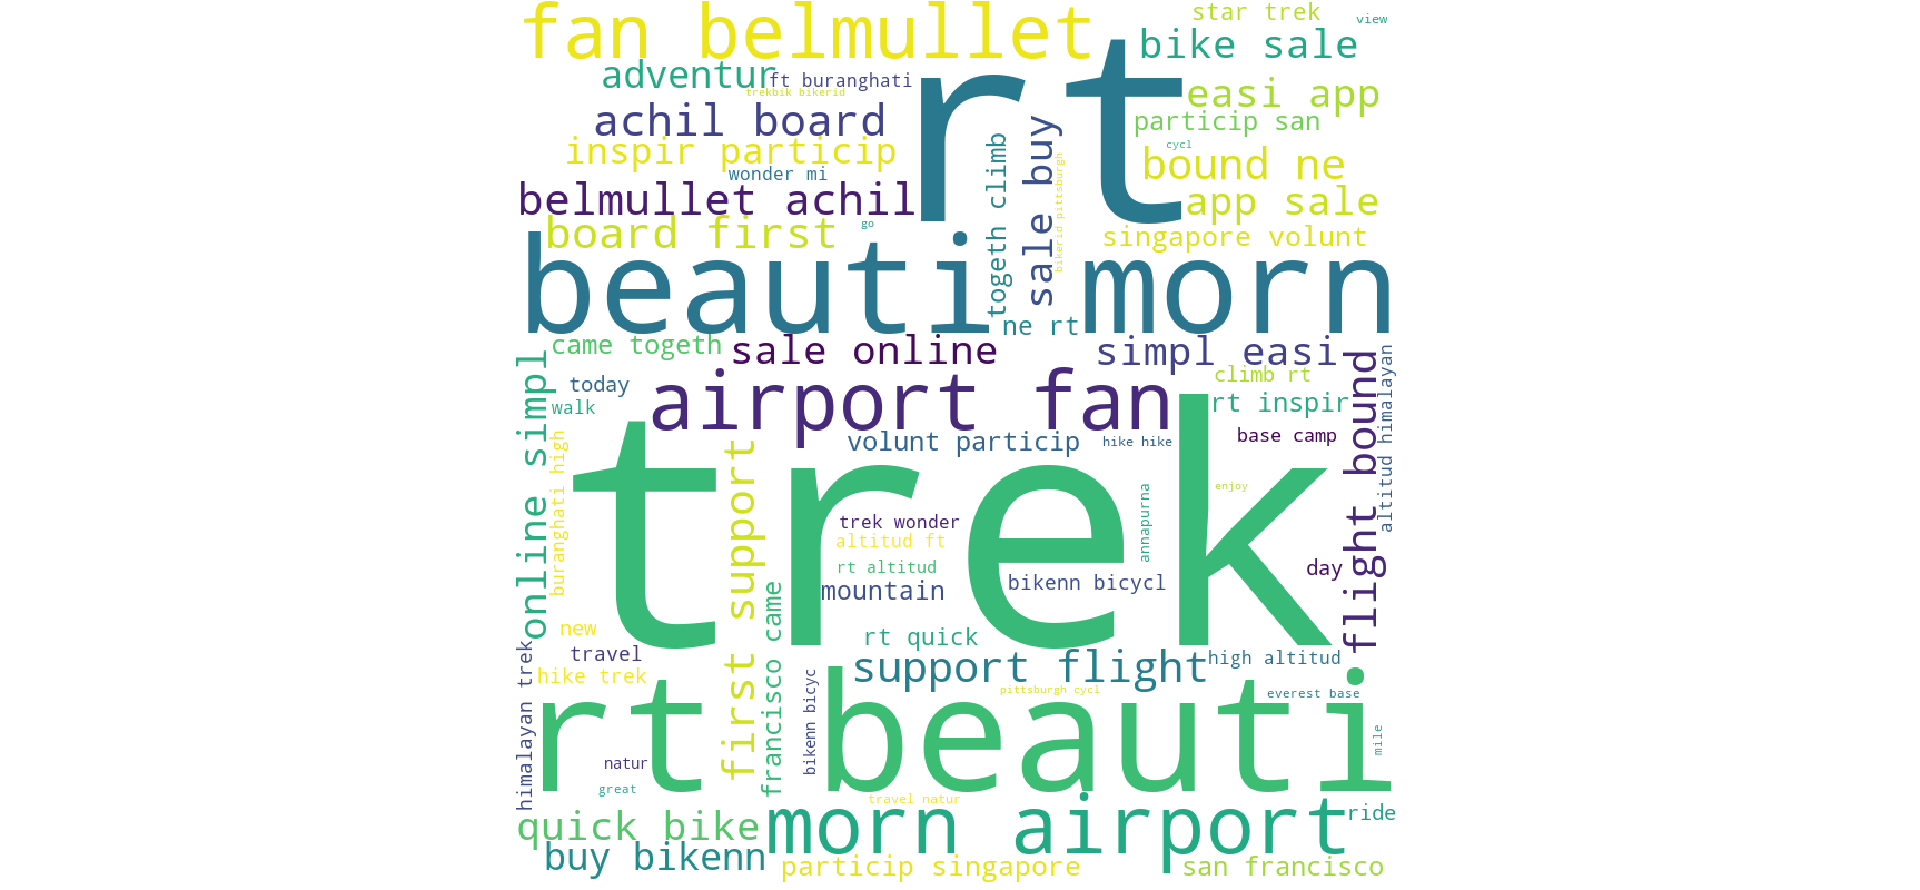 fan belmullet
star trek
view
bike sale
rt
adventur
ft buranghati
trekbik bikerid
easi app
achil board
particip san
inspir particip
cycl
bound ne
wonder mi
togeth climb
sale buy
bikerid pittsburgh
belmullet achil
app sale
board first
go
singapore volunt
beauti morn
ne rt
came togeth
sale online
simpl easi
online simpl
today
airport fan
climb rt
flight bound
altitud himalayan
walk
rt inspir
buranghati high
first support
volunt particip
hike hike
base camp
trek
annapurna
enjoy
trek wonder
altitud ft
rt altitud
mountain
bikenn bicycl
day
francisco came
new
rt quick
travel
himalayan trek
support flight
high altitud
hike trek
bikenn bicyc
pittsburgh cycl
everest base
rt beauti
mile
natur
great
travel natur
quick bike
morn airport
ride
buy bikenn
particip singapore
san francisco